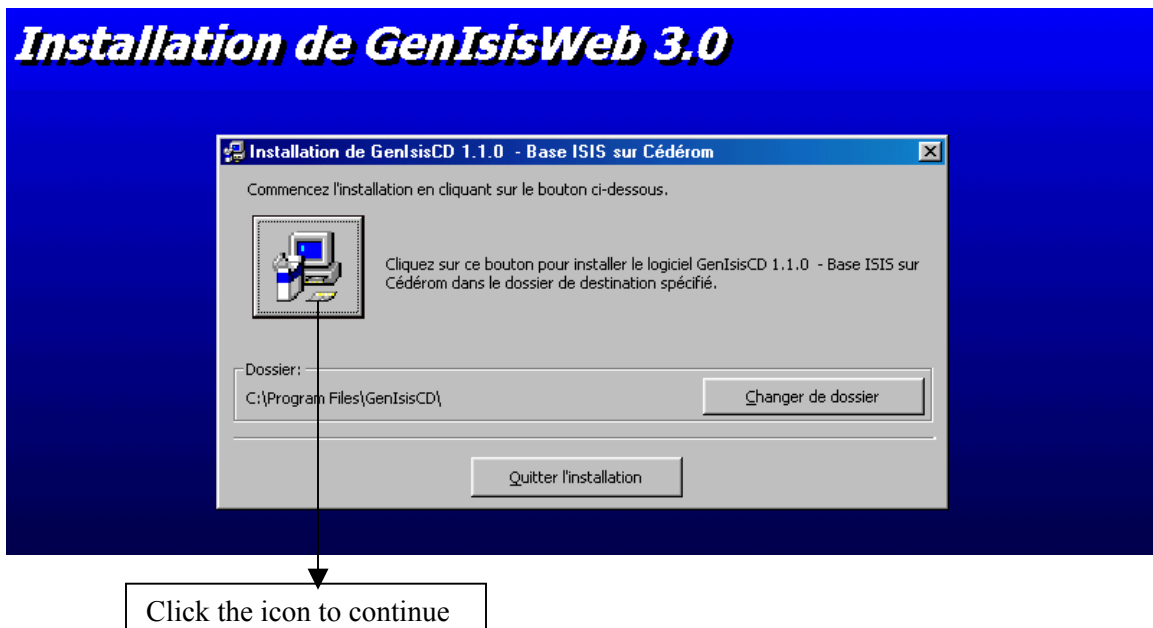 Installation de GenIsisWeb 3.0
Installation de GenIsisCD 1.1.0 - Base ISIS sur Cédérom
Commencez l'installation en cliquant sur le bouton ci-dessous.
Cliquez sur ce bouton pour installer le logiciel GenIsisCD 1.1.0 - Base ISIS sur
Cédérom dans le dossier de destination spécifié.
Dossier:
C:\Program Files\GenIsisCD\
Changer de dossier
Quitter l'installation
Click the icon to continue